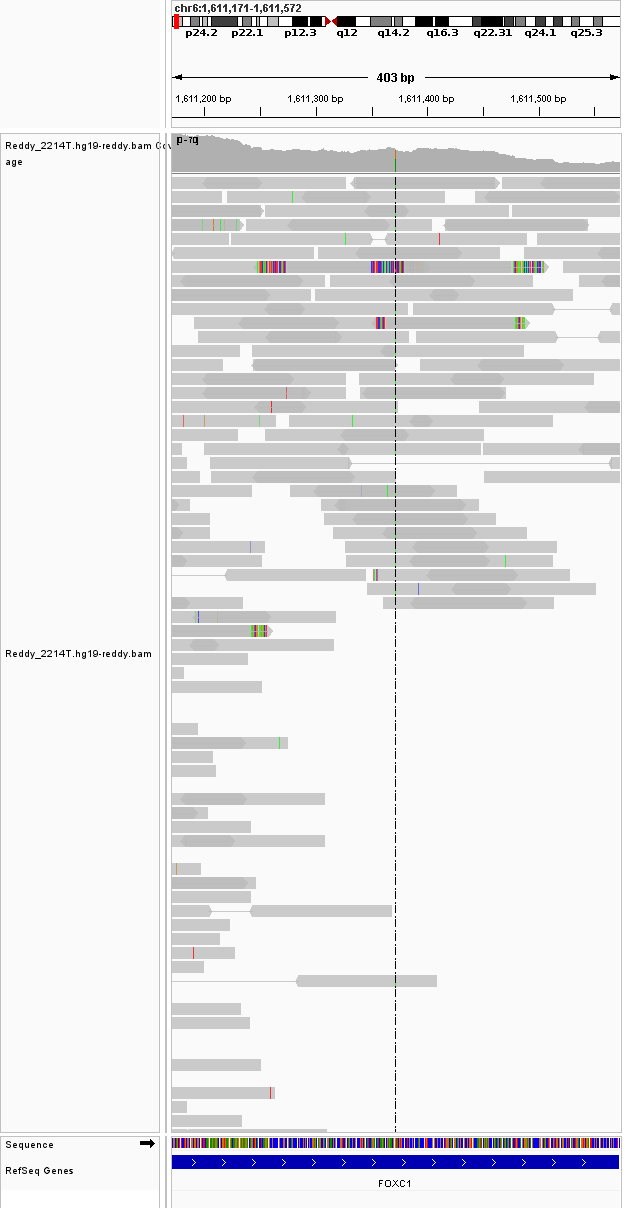 chr6:1,611,171-1,611,572
p24.2 p22.1 p12.3 q12 q14.2 q16.3 q22.31 q24.1 q25.3
403 bp
1,611,200 bp 1,611,300 bp 1,611,400 bp 1,611,500 bp
Reddy_2214T.hg19-reddy.bam
age
Reddy_2214T.hg19-reddy.bam
Sequence
RefSeq Genes
FOXC1